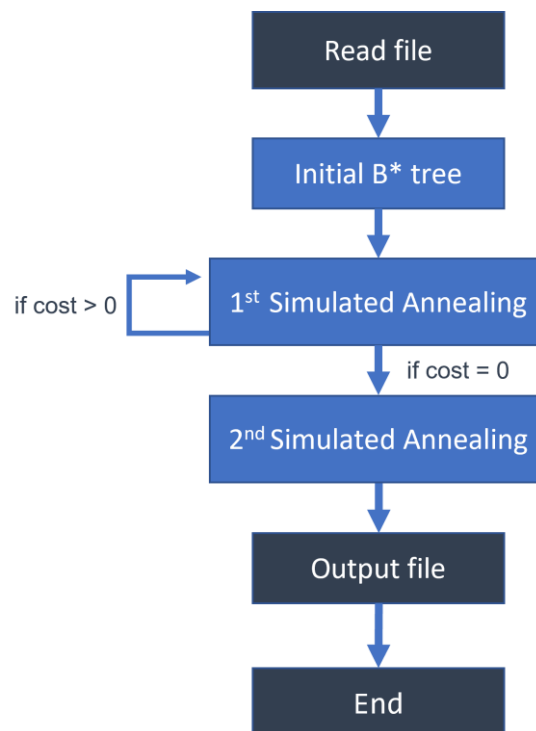 Read file
Initial B* tree
if cost > 0
1st Simulated Annealing
if cost = 0
2nd Simulated Annealing
Output file
End